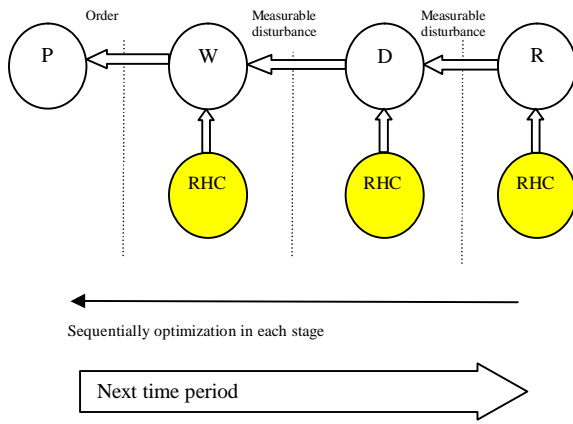 Order
Measurable
disturbance
Measurable
disturbance
P
W
D
R
RHC
RHC
RHC
Sequentially optimization in each stage
Next time period